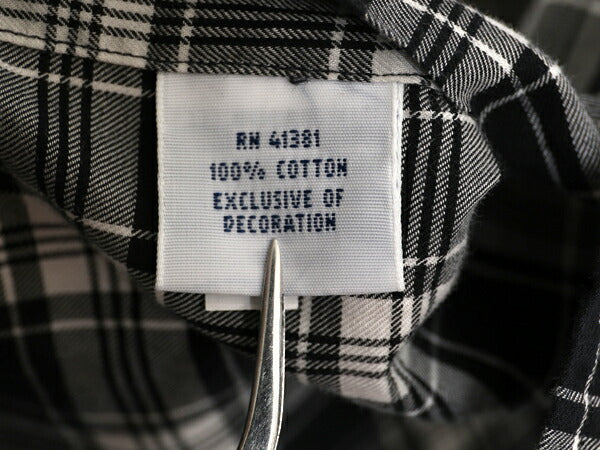 RN 41381
100% COTTON
EXCLUSIVE OF
DECORATION